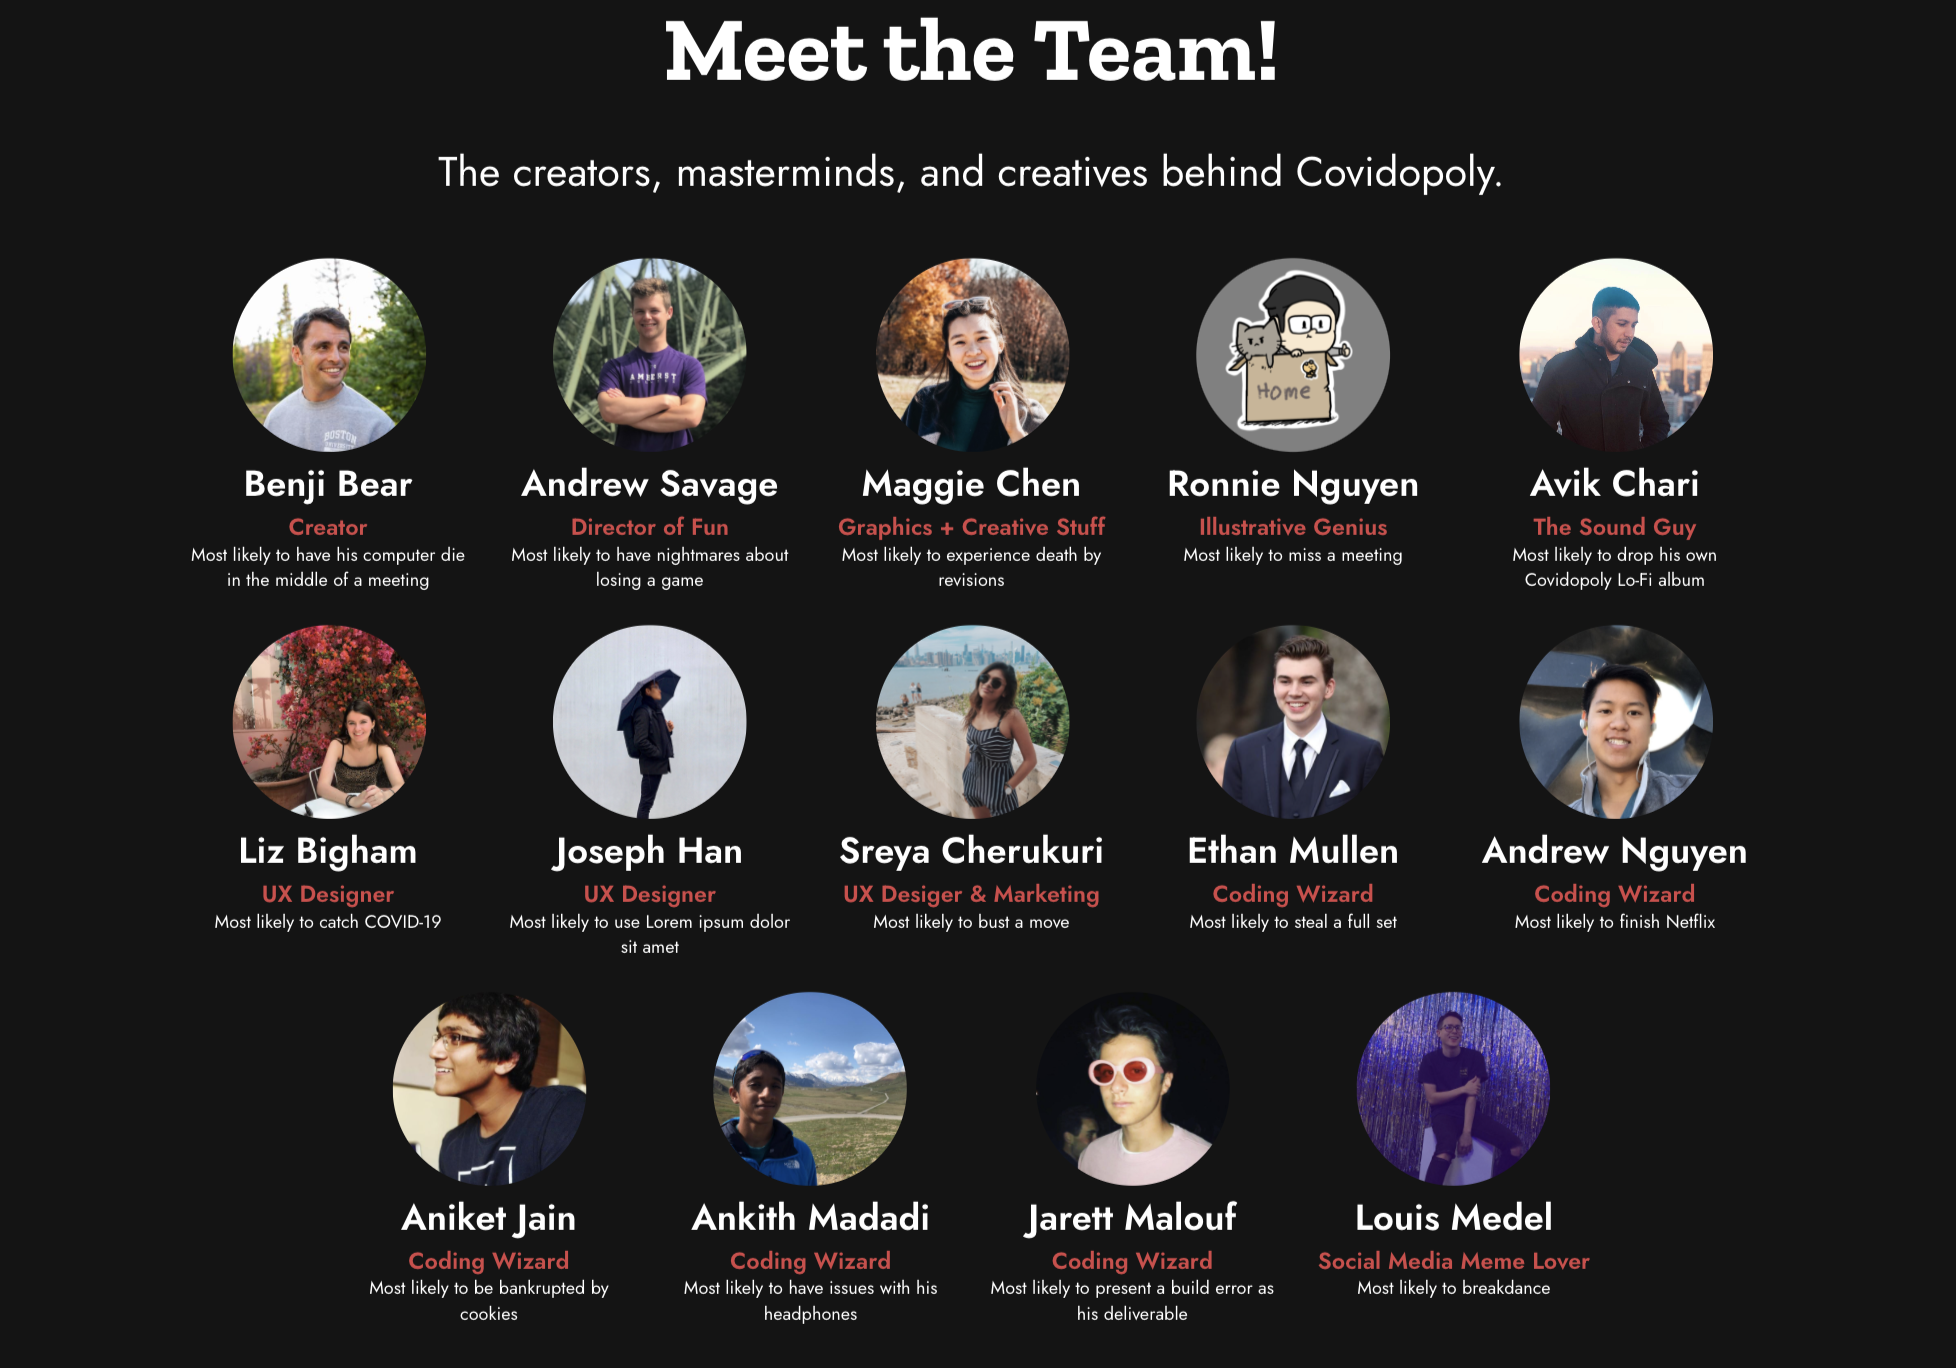 Meet the Team!
The creators, masterminds, and creatives behind Covidopoly.
AMHERST
BOSTON
Home
Benji Bear
Creator
Most likely to have his computer die
in the middle of a meeting
Andrew Savage
Director of Fun
Most likely to have nightmares about
losing a game
Maggie Chen
Graphics + Creative Stuff
Most likely to experience death by
revisions
Ronnie Nguyen
Illustrative Genius
Most likely to miss a meeting
Avik Chari
The Sound Guy
Most likely to drop his own
Covidopoly Lo-Fi album
Liz Bigham
UX Designer
Most likely to catch COVID-19
Joseph Han
UX Designer
Most likely to use Lorem ipsum dolor
sit amet
Sreya Cherukuri
UX Desiger & Marketing
Most likely to bust a move
Ethan Mullen
Coding Wizard
Most likely to steal a full set
Andrew Nguyen
Coding Wizard
Most likely to finish Netflix
Aniket Jain
Coding Wizard
Most likely to be bankrupted by
cookies
Ankith Madadi
Coding Wizard
Most likely to have issues with his
headphones
Jarett Malouf
Coding Wizard
Most likely to present a build error as
his deliverable
Louis Medel
Social Media Meme Lover
Most likely to breakdance